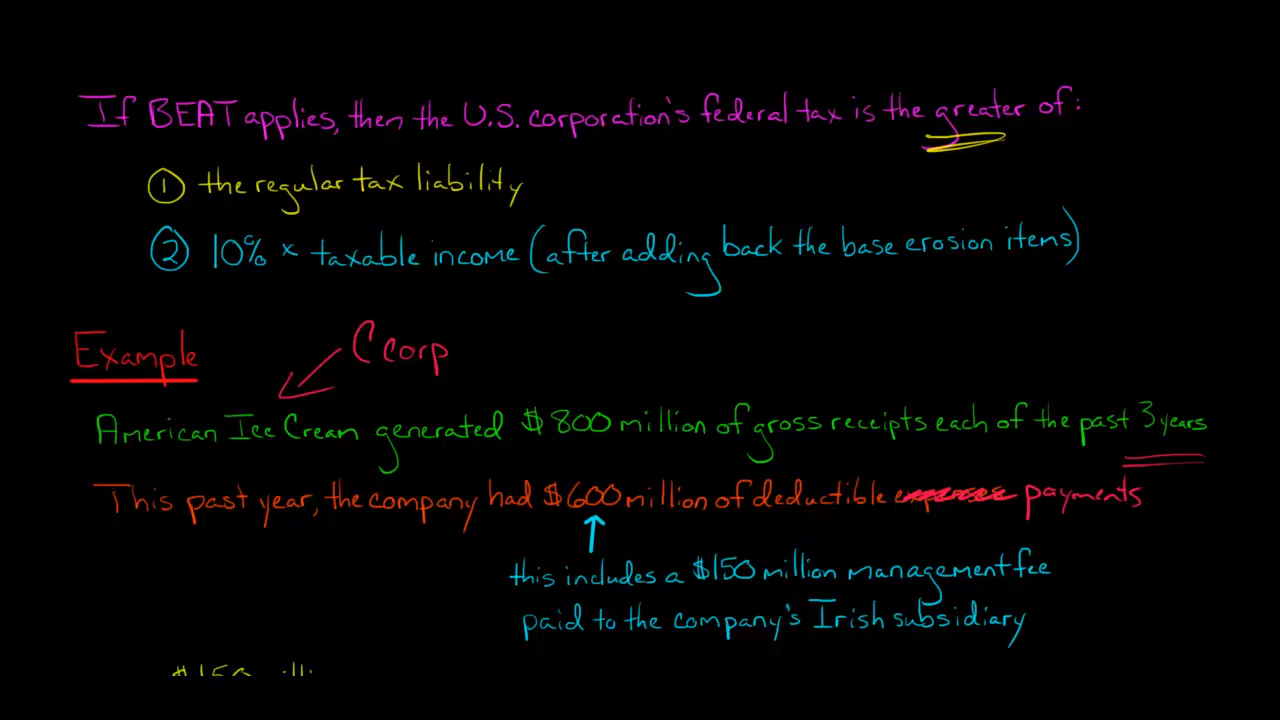 If BEAT applies, then the U.S. corporation's federal tax is the greater of:
① the regular tax liability
② 10% × taxable income (after adding back the base erosion items)
Example
C corp
American Ice Cream generated $800 million of gross receipts each of the past 3 years
This past year, the company had $600 million of deductible payments
this includes a $150 million management fee
paid to the company's Irish subsidiary
$150 milli